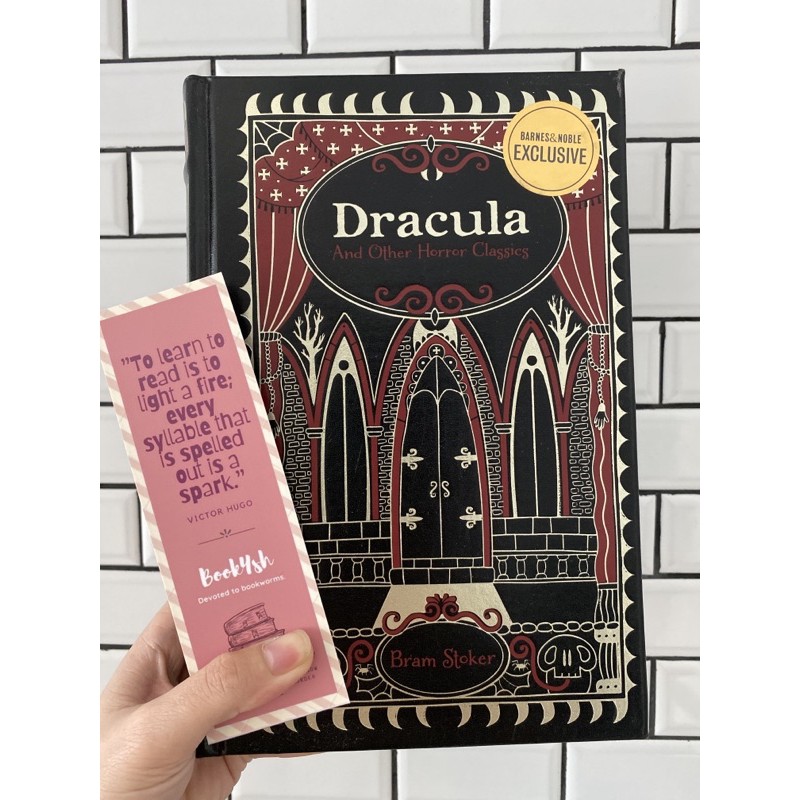 BARNES&NOBLE
EXCLUSIVE
Dracula
And Other Horror Classics
Bram Stoker
"To learn to
read is to
light a fire;
every
syllable that
is spelled
out is a
spark."
VICTOR HUGO
Book4sh
Devoted to bookworms.